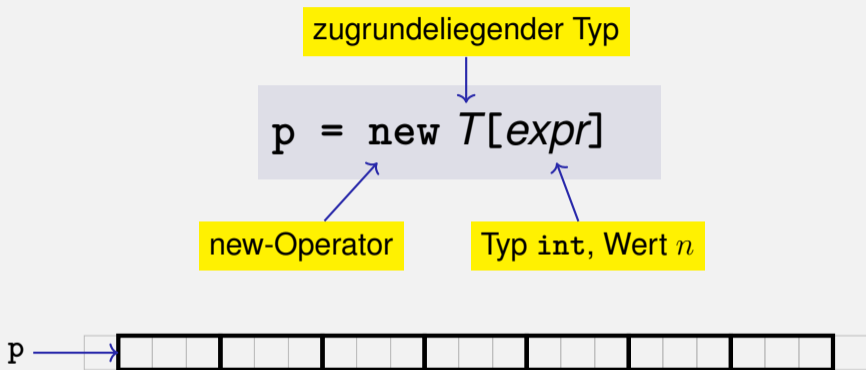 zugrundeliegender Typ
p = new T[expr]
new-Operator
Typ int, Wert n
p